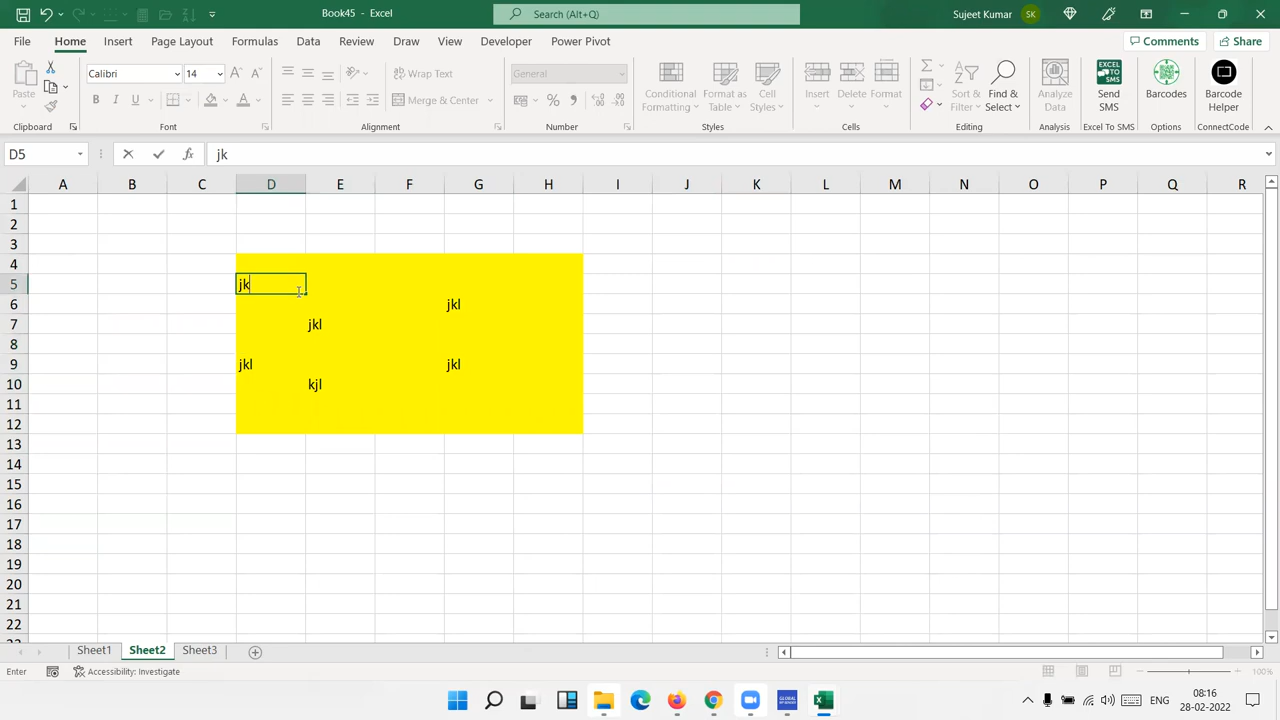 Book45 - Excel
Search (Alt+Q)
Sujeet Kumar SK
File Home Insert Page Layout Formulas Data Review View Draw Developer Power Pivot Comments Share
Paste
Calibri 14
B I U
Wrap Text
Merge & Center
General
Conditional Formatting
Format as Table
Cell Styles
Insert Delete Format
Sort & Filter
Find & Select
Analyze Data
Send SMS
Barcodes
Barcode Helper
Clipboard Font Alignment Number Styles Cells Editing Analysis Excel To SMS Options ConnectCode
D5 fx jk
A B C D E F G H I J K L M N O P Q R
1
2
3
4
5 jk
6 jkl
7 jkl
8
9 jkl jkl
10 kjl
11
12
13
14
15
16
17
18
19
20
21
22
Sheet1 Sheet2 Sheet3
Enter Accessibility: Investigate 100%
ENG 08:16
28-02-2022